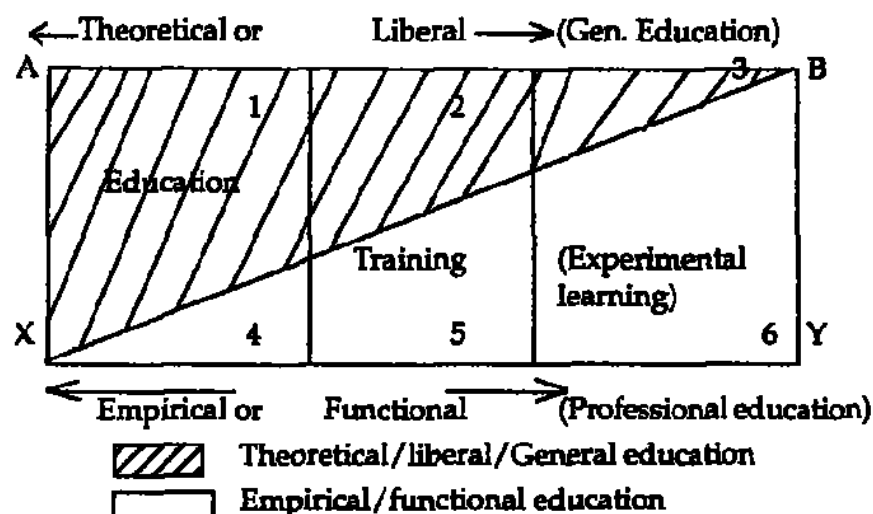 Theoretical or Liberal (Gen. Education)
A 3 B
1 2
Education
Training (Experimental
learning)
X 4 5 6 Y
Empirical or Functional (Professional education)
Theoretical/liberal/General education
Empirical/functional education